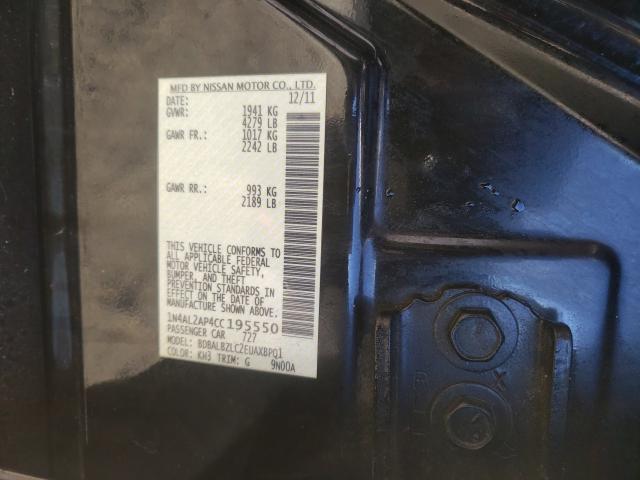 MFD BY NISSAN MOTOR CO., LTD.
DATE: 12/11
GVWR: 1941 KG
4279 LB
GAWR FR.: 1017 KG
2242 LB
GAWR RR.: 993 KG
2189 LB
THIS VEHICLE CONFORMS TO
ALL APPLICABLE FEDERAL
MOTOR VEHICLE SAFETY,
BUMPER, AND THEFT
PREVENTION STANDARDS IN
EFFECT ON THE DATE OF
MANUFACTURE SHOWN ABOVE.
1N4AL2AP4CC195550
PASSENGER CAR 727
MODEL: BDBALBZLC2EUAXBPQ1
COLOR: KH3 TRIM: G 9N00A